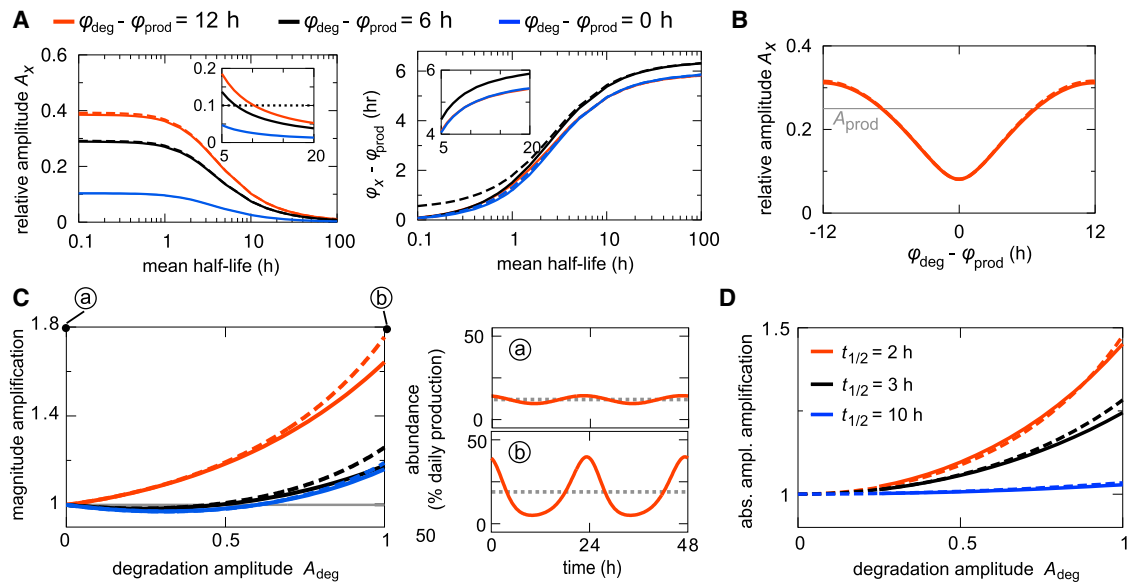 A
φdeg - φprod = 12 h
φdeg - φprod = 6 h
φdeg - φprod = 0 h
relative amplitude Ax
0.4
0.3
0.2
0.1
0
0.1
1
10
100
mean half-life (h)
0.2
0.1
0
5
20
φx - φprod (hr)
6
4
2
0
0.1
1
10
100
mean half-life (h)
6
4
5
20
B
relative amplitude Ax
0.4
0.2
0
Aprod
-12
0
12
φdeg - φprod (h)
C
a
b
magnitude amplification
1.8
1.4
1
0
0.5
1
degradation amplitude Adeg
abundance
(% daily production)
50
0
a
50
0
b
50
0
24
48
time (h)
D
abs. ampl. amplification
1.5
1
t1/2 = 2 h
t1/2 = 3 h
t1/2 = 10 h
0
0.5
1
degradation amplitude Adeg